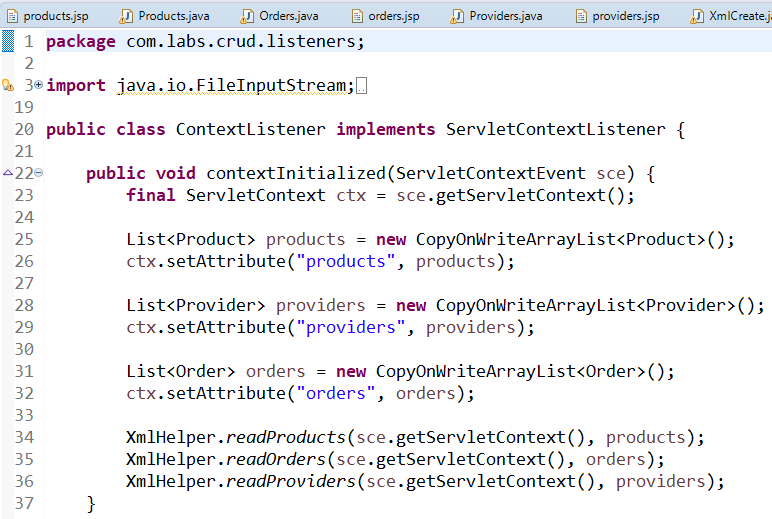 products.jsp Products.java Orders.java orders.jsp Providers.java providers.jsp XmlCreate.ja
1 package com.labs.crud.listeners;
2
3 import java.io.FileInputStream;
19
20 public class ContextListener implements ServletContextListener {
21
22 public void contextInitialized(ServletContextEvent sce) {
23 final ServletContext ctx = sce.getServletContext();
24
25 List<Product> products = new CopyOnWriteArrayList<Product>();
26 ctx.setAttribute("products", products);
27
28 List<Provider> providers = new CopyOnWriteArrayList<Provider>();
29 ctx.setAttribute("providers", providers);
30
31 List<Order> orders = new CopyOnWriteArrayList<Order>();
32 ctx.setAttribute("orders", orders);
33
34 XmlHelper.readProducts(sce.getServletContext(), products);
35 XmlHelper.readOrders(sce.getServletContext(), orders);
36 XmlHelper.readProviders(sce.getServletContext(), providers);
37 }